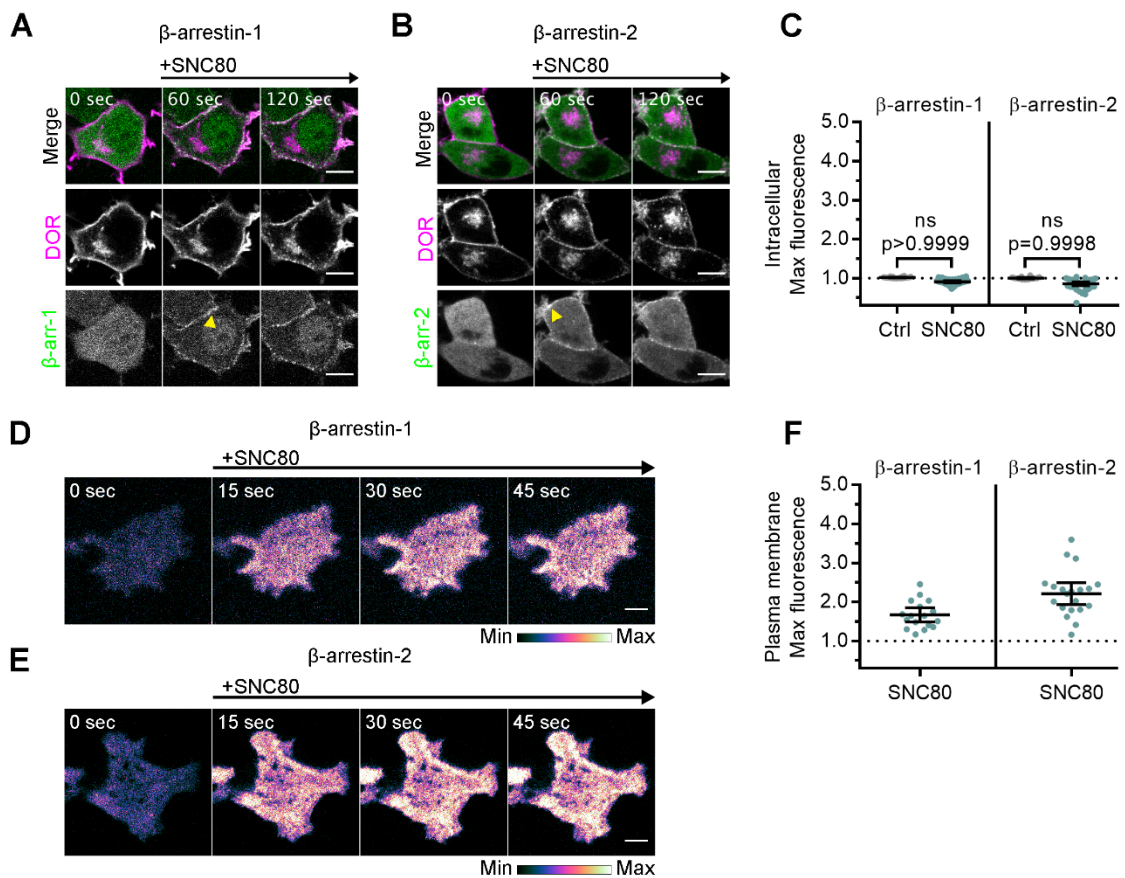 A
β-arrestin-1
+SNC80
0 sec 60 sec 120 sec
Merge
DOR
β-arr-1
B
β-arrestin-2
+SNC80
0 sec 60 sec 120 sec
Merge
DOR
β-arr-2
C
β-arrestin-1 β-arrestin-2
Intracellular
Max fluorescence
5.0
4.0
3.0
2.0
1.0
ns ns
p>0.9999 p=0.9998
Ctrl SNC80 Ctrl SNC80
D
β-arrestin-1
+SNC80
0 sec 15 sec 30 sec 45 sec
Min Max
E
β-arrestin-2
+SNC80
0 sec 15 sec 30 sec 45 sec
Min Max
F
β-arrestin-1 β-arrestin-2
Plasma membrane
Max fluorescence
5.0
4.0
3.0
2.0
1.0
SNC80 SNC80